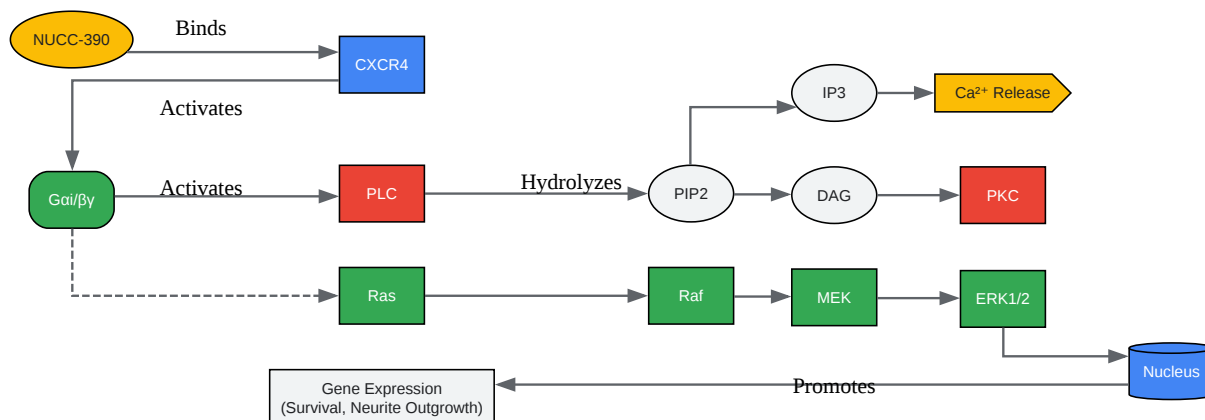 NUCC-390
Binds
CXCR4
Activates
IP3
Ca²⁺ Release
Gαi/βγ
Activates
PLC
Hydrolyzes
PIP2
DAG
PKC
Ras
Raf
MEK
ERK1/2
Nucleus
Promotes
Gene Expression
(Survival, Neurite Outgrowth)